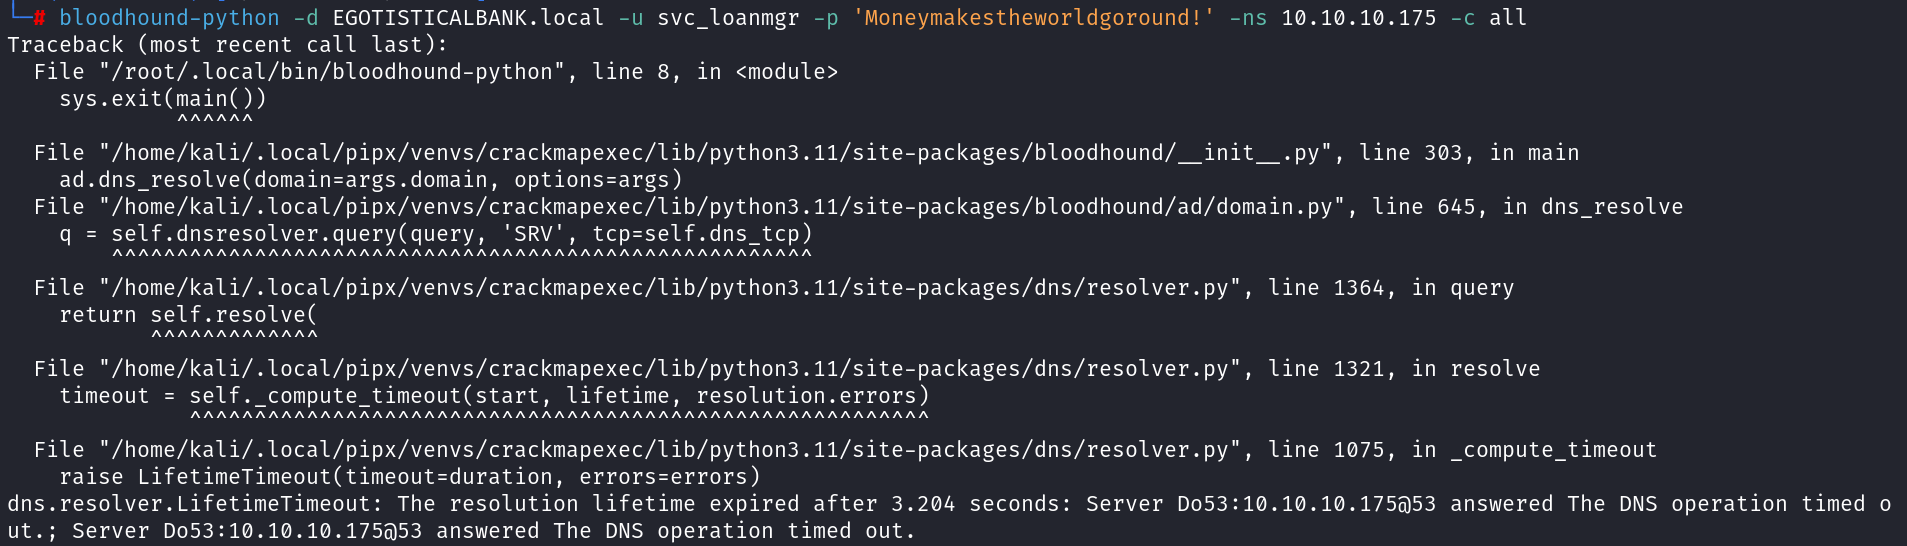 └─# bloodhound-python -d EGOTISTICALBANK.local -u svc_loanmgr -p 'Moneymakestheworldgoround!' -ns 10.10.10.175 -c all
Traceback (most recent call last):
  File "/root/.local/bin/bloodhound-python", line 8, in <module>
    sys.exit(main())
             ^^^^^^
  File "/home/kali/.local/pipx/venvs/crackmapexec/lib/python3.11/site-packages/bloodhound/__init__.py", line 303, in main
    ad.dns_resolve(domain=args.domain, options=args)
  File "/home/kali/.local/pipx/venvs/crackmapexec/lib/python3.11/site-packages/bloodhound/ad/domain.py", line 645, in dns_resolve
    q = self.dnsresolver.query(query, 'SRV', tcp=self.dns_tcp)
        ^^^^^^^^^^^^^^^^^^^^^^^^^^^^^^^^^^^^^^^^^^^^^^^^^^^^^^
  File "/home/kali/.local/pipx/venvs/crackmapexec/lib/python3.11/site-packages/dns/resolver.py", line 1364, in query
    return self.resolve(
           ^^^^^^^^^^^^^
  File "/home/kali/.local/pipx/venvs/crackmapexec/lib/python3.11/site-packages/dns/resolver.py", line 1321, in resolve
    timeout = self._compute_timeout(start, lifetime, resolution.errors)
              ^^^^^^^^^^^^^^^^^^^^^^^^^^^^^^^^^^^^^^^^^^^^^^^^^^^^^^^^^
  File "/home/kali/.local/pipx/venvs/crackmapexec/lib/python3.11/site-packages/dns/resolver.py", line 1075, in _compute_timeout
    raise LifetimeTimeout(timeout=duration, errors=errors)
dns.resolver.LifetimeTimeout: The resolution lifetime expired after 3.204 seconds: Server Do53:10.10.10.175@53 answered The DNS operation timed o
ut.; Server Do53:10.10.10.175@53 answered The DNS operation timed out.